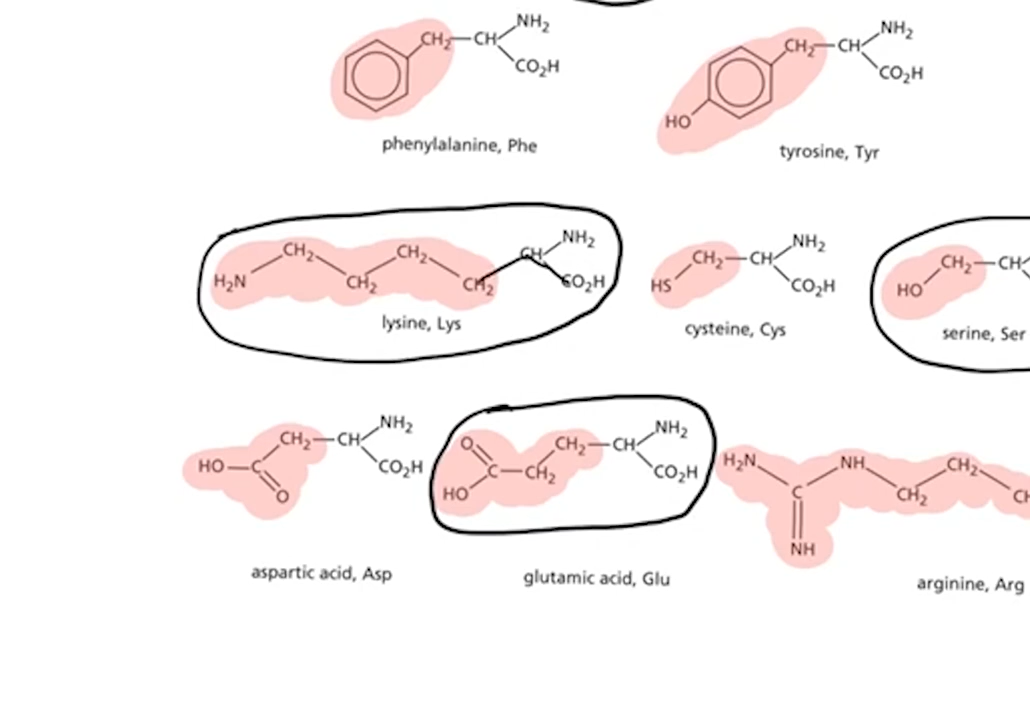 CH₂ CH NH₂ CO₂H
phenylalanine, Phe
HO CH₂ CH NH₂ CO₂H
tyrosine, Tyr
H₂N CH₂ CH₂ CH₂ CH₂ CH NH₂ CO₂H
lysine, Lys
HS CH₂ CH NH₂ CO₂H
cysteine, Cys
HO CH₂ CH
serine, Ser
HO C O CH₂ CH NH₂ CO₂H
aspartic acid, Asp
O HO C CH₂ CH₂ CH NH₂ CO₂H
glutamic acid, Glu
H₂N C NH NH CH₂ CH₂
arginine, Arg